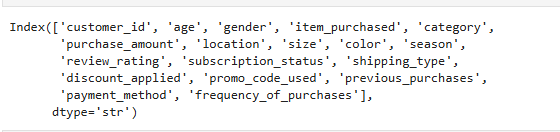 Index(['customer_id', 'age', 'gender', 'item_purchased', 'category',
'purchase_amount', 'location', 'size', 'color', 'season',
'review_rating', 'subscription_status', 'shipping_type',
'discount_applied', 'promo_code_used', 'previous_purchases',
'payment_method', 'frequency_of_purchases'],
dtype='str')